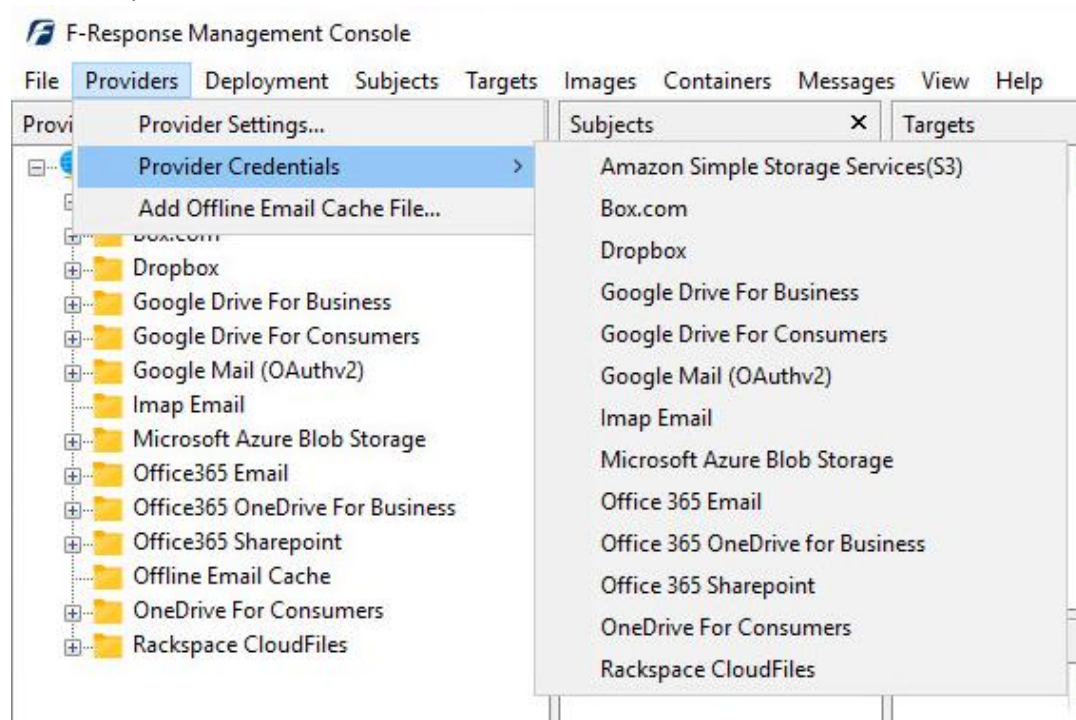 F-Response Management Console
File Providers Deployment Subjects Targets Images Containers Messages View Help
Provider Settings...
Provider Credentials >
Add Offline Email Cache File...
Subjects X Targets
Amazon Simple Storage Services(S3)
Box.com
Dropbox
Google Drive For Business
Google Drive For Consumers
Google Mail (OAuthv2)
Imap Email
Microsoft Azure Blob Storage
Office 365 Email
Office 365 OneDrive for Business
Office 365 Sharepoint
OneDrive For Consumers
Rackspace CloudFiles
Provi
Box.com
Dropbox
Google Drive For Business
Google Drive For Consumers
Google Mail (OAuthv2)
Imap Email
Microsoft Azure Blob Storage
Office365 Email
Office365 OneDrive For Business
Office365 Sharepoint
Offline Email Cache
OneDrive For Consumers
Rackspace CloudFiles